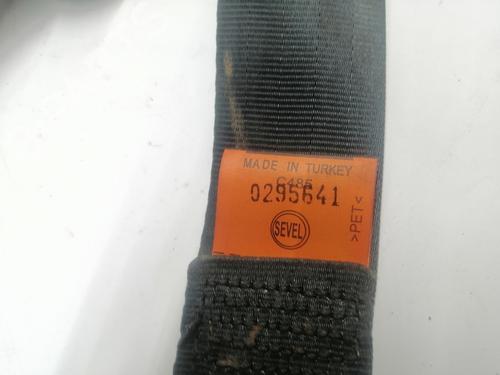 MADE IN TURKEY
C485
0295641
SEVEL
>PET<